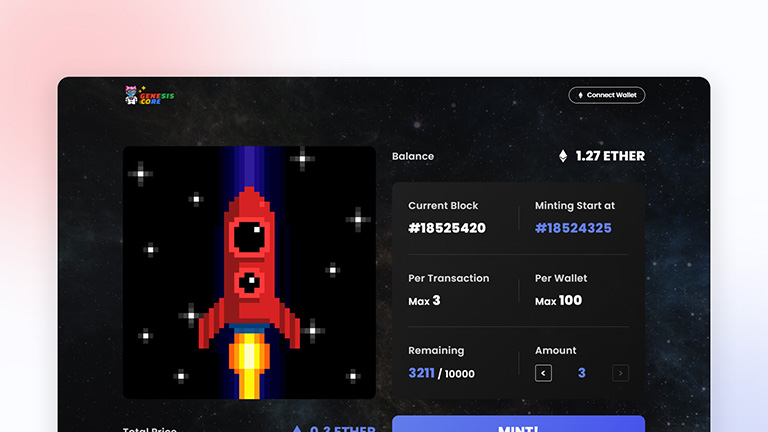 GENESIS
CORE
Connect Wallet
Balance
1.27 ETHER
Current Block
#18525420
Minting Start at
#18524325
Per Transaction
Max 3
Per Wallet
Max 100
Remaining
3211 / 10000
Amount
< 3 >
Total Price
0.3 ETHER
MINT!